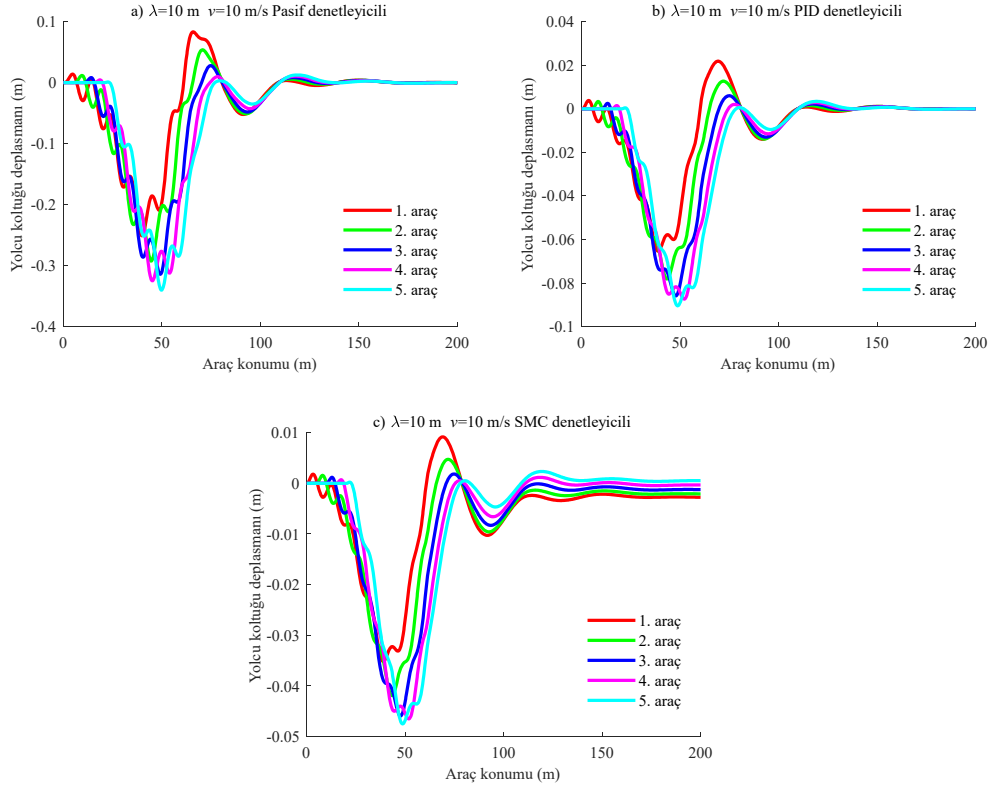 a) λ=10 m v=10 m/s Pasif denetleyicili
0.1
0
-0.1
-0.2
-0.3
-0.4
0
50
100
150
200
Yolcu koltuğu deplasmanı (m)
Araç konumu (m)
1. araç
2. araç
3. araç
4. araç
5. araç
b) λ=10 m v=10 m/s PID denetleyicili
0.04
0.02
0
-0.02
-0.04
-0.06
-0.08
-0.1
0
50
100
150
200
Yolcu koltuğu deplasmanı (m)
Araç konumu (m)
1. araç
2. araç
3. araç
4. araç
5. araç
c) λ=10 m v=10 m/s SMC denetleyicili
0.01
0
-0.01
-0.02
-0.03
-0.04
-0.05
0
50
100
150
200
Yolcu koltuğu deplasmanı (m)
Araç konumu (m)
1. araç
2. araç
3. araç
4. araç
5. araç